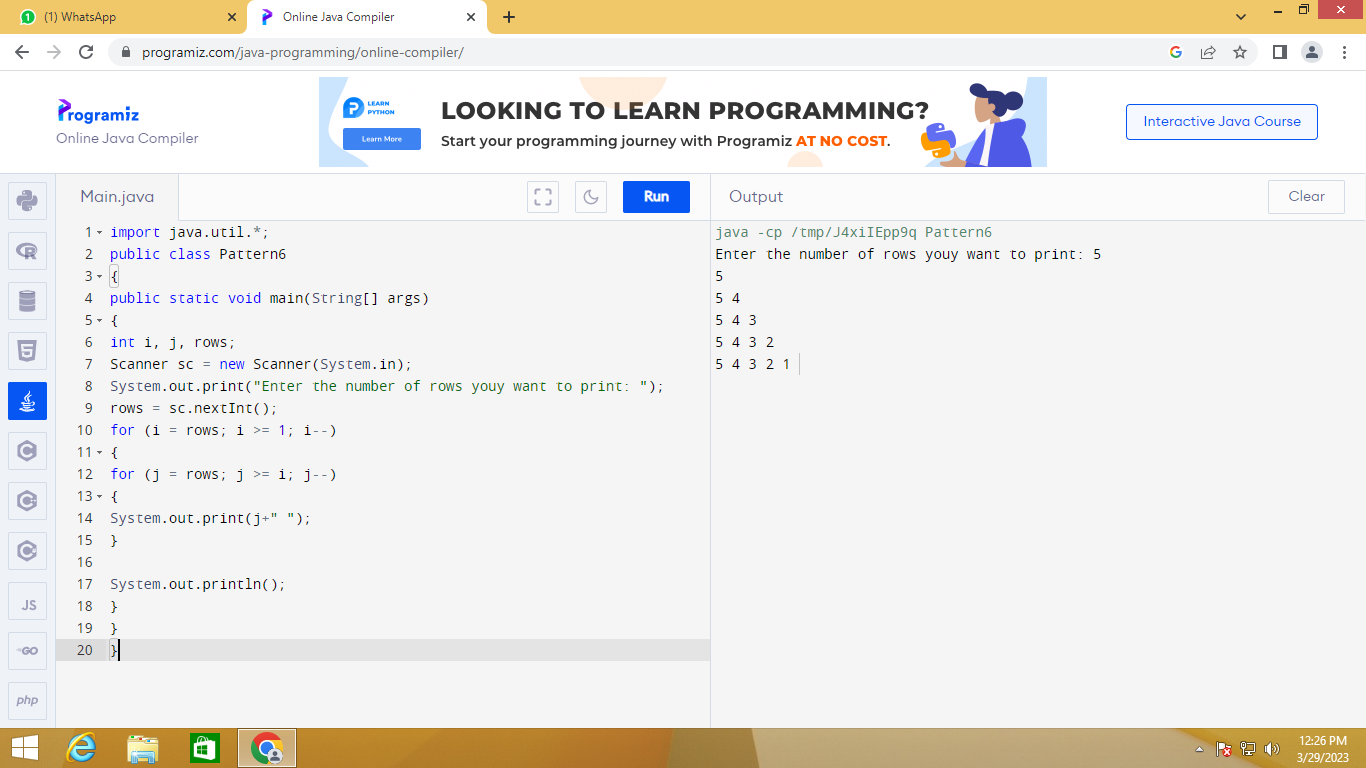 (1) WhatsApp
Online Java Compiler
programiz.com/java-programming/online-compiler/
Programiz
Online Java Compiler
LEARN
PYTHON
Learn More
LOOKING TO LEARN PROGRAMMING?
Start your programming journey with Programiz AT NO COST.
Interactive Java Course
Main.java
Run
Output
Clear
1 import java.util.*;
2 public class Pattern6
3 {
4 public static void main(String[] args)
5 {
6 int i, j, rows;
7 Scanner sc = new Scanner(System.in);
8 System.out.print("Enter the number of rows youy want to print: ");
9 rows = sc.nextInt();
10 for (i = rows; i >= 1; i--)
11 {
12 for (j = rows; j >= i; j--)
13 {
14 System.out.print(j+" ");
15 }
16
17 System.out.println();
18 }
19 }
20 }
java -cp /tmp/J4xiIEpp9q Pattern6
Enter the number of rows youy want to print: 5
5
5 4
5 4 3
5 4 3 2
5 4 3 2 1
JS
GO
php
12:26 PM
3/29/2023